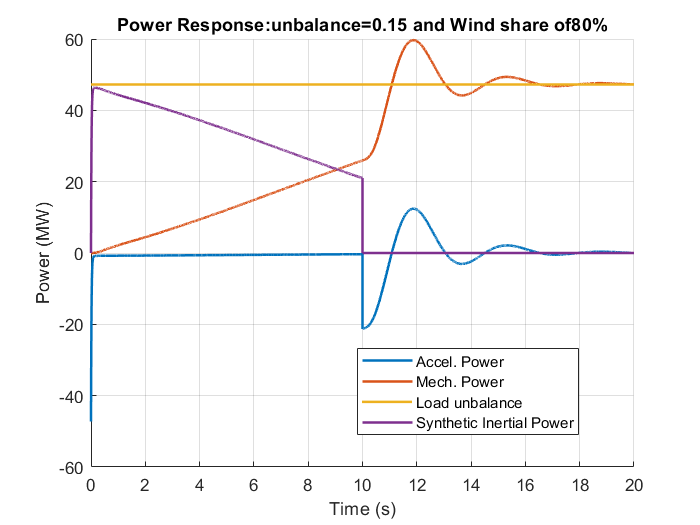 Power Response:unbalance=0.15 and Wind share of80%
60
40
20
0
-20
-40
-60
Power (MW)
Accel. Power
Mech. Power
Load unbalance
Synthetic Inertial Power
0 2 4 6 8 10 12 14 16 18 20
Time (s)